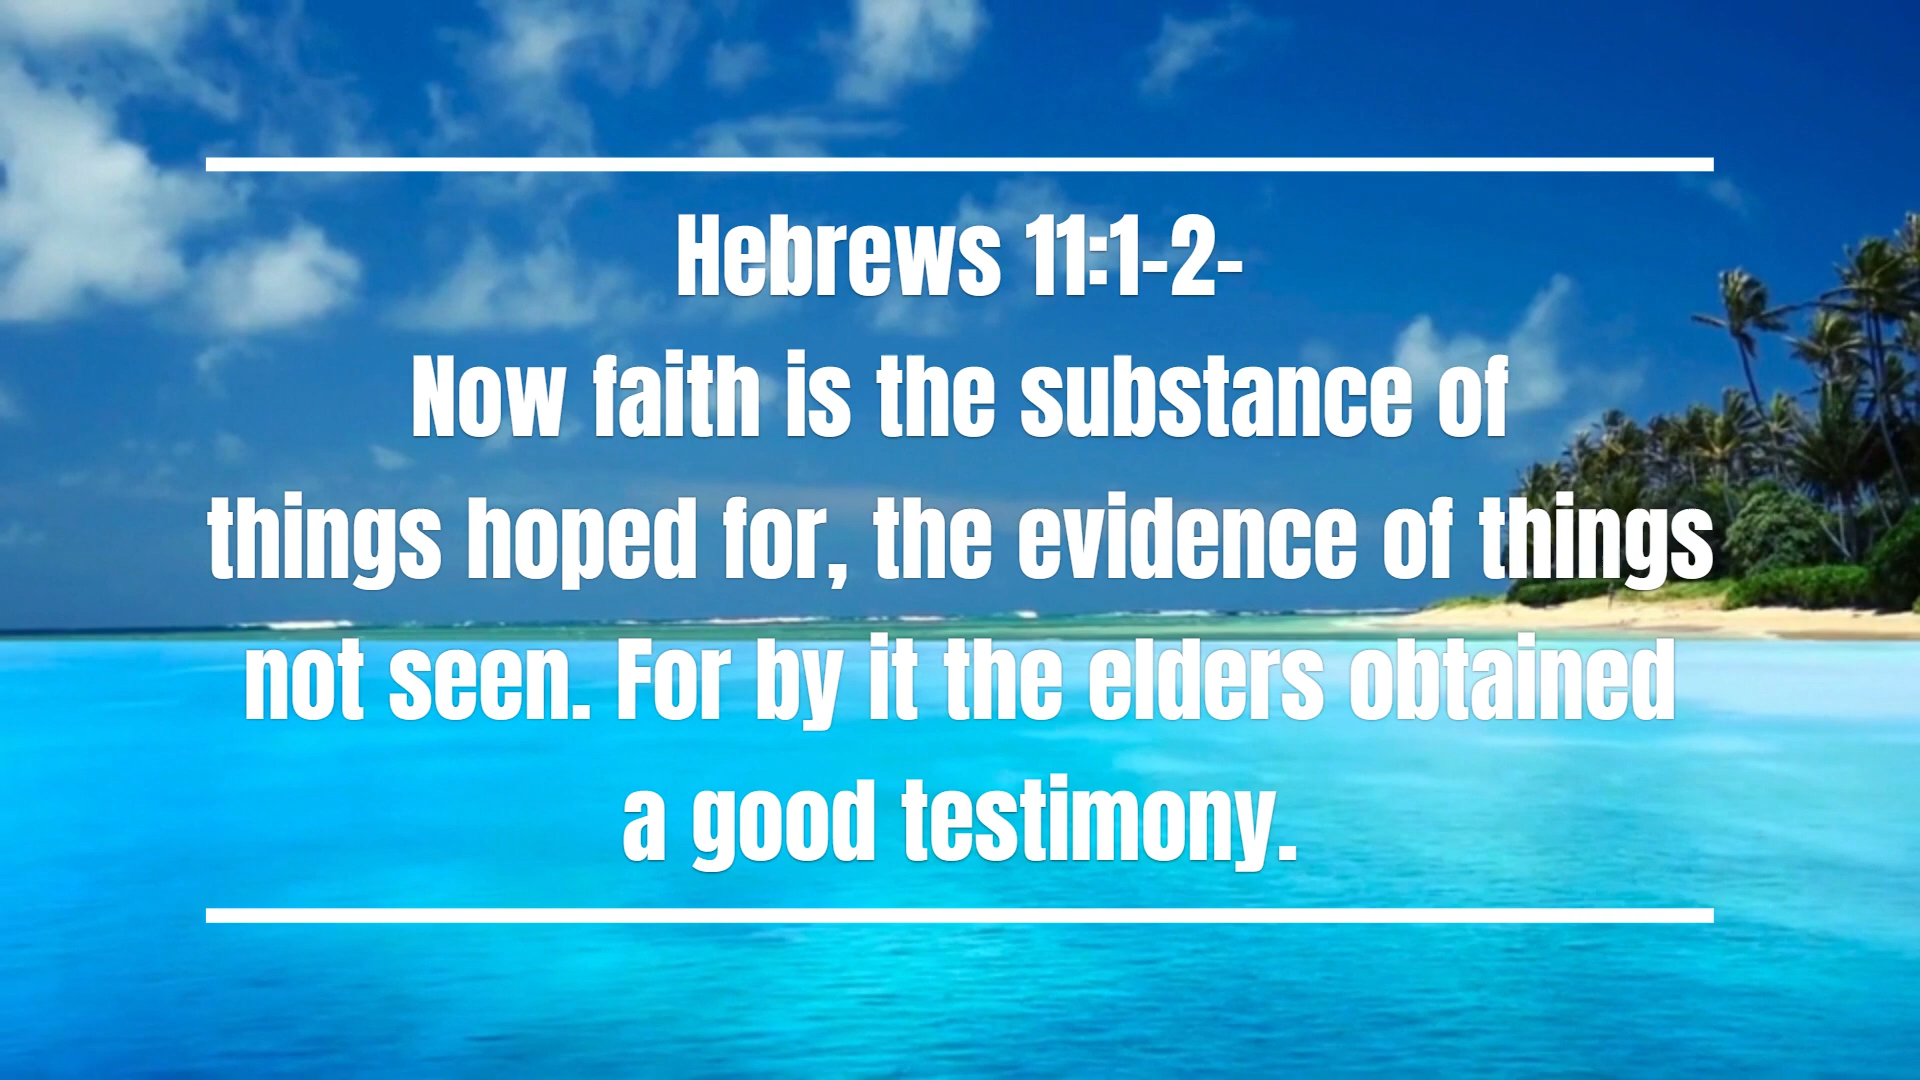 Hebrews 11:1-2-
Now faith is the substance of
things hoped for, the evidence of things
not seen. For by it the elders obtained
a good testimony.